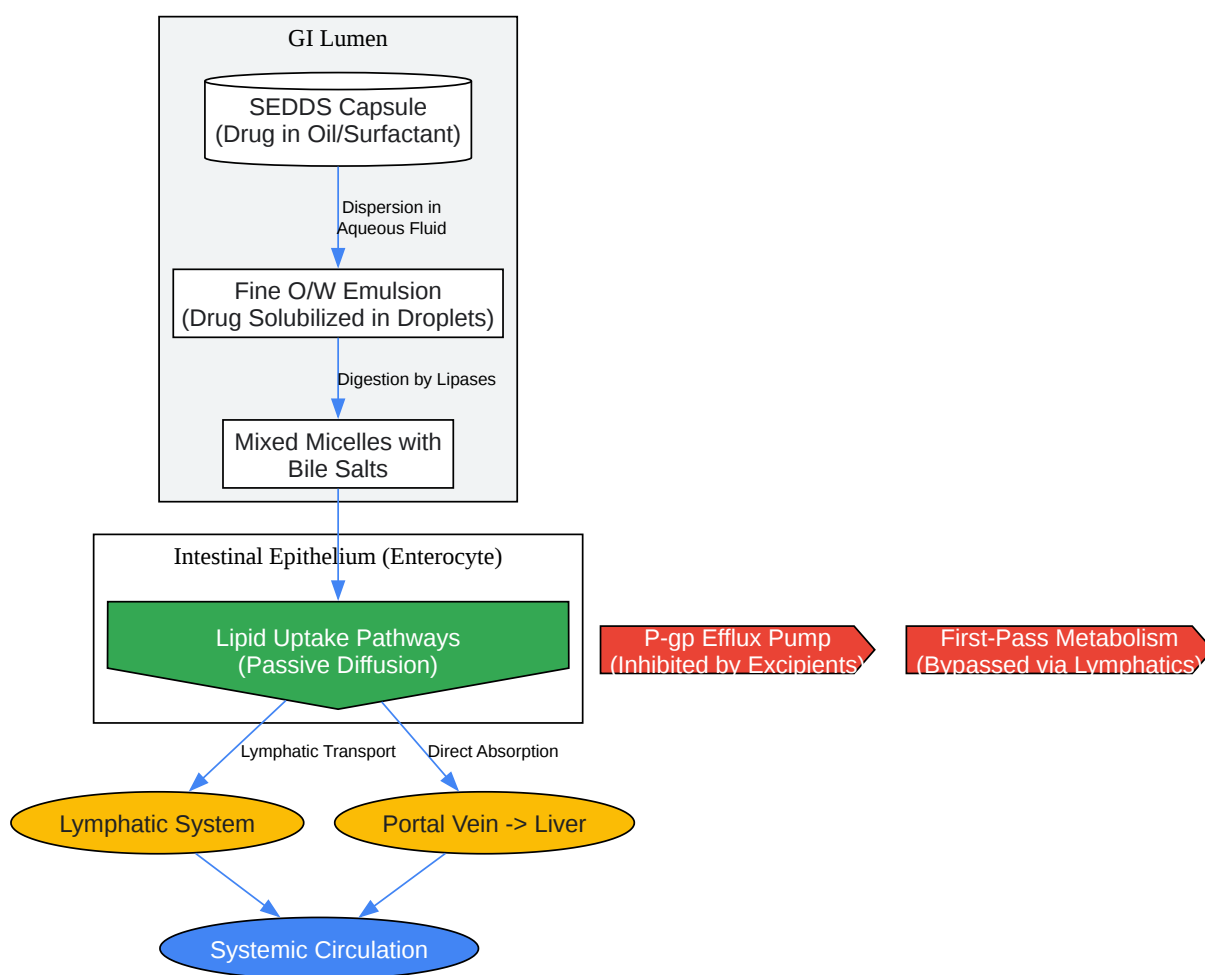 GI Lumen
SEDDS Capsule
(Drug in Oil/Surfactant)
Dispersion in
Aqueous Fluid
Fine O/W Emulsion
(Drug Solubilized in Droplets)
Digestion by Lipases
Mixed Micelles with
Bile Salts
Intestinal Epithelium (Enterocyte)
Lipid Uptake Pathways
(Passive Diffusion)
P-gp Efflux Pump
(Inhibited by Excipients)
First-Pass Metabolism
(Bypassed via Lymphatics)
Lymphatic Transport
Direct Absorption
Lymphatic System
Portal Vein -> Liver
Systemic Circulation